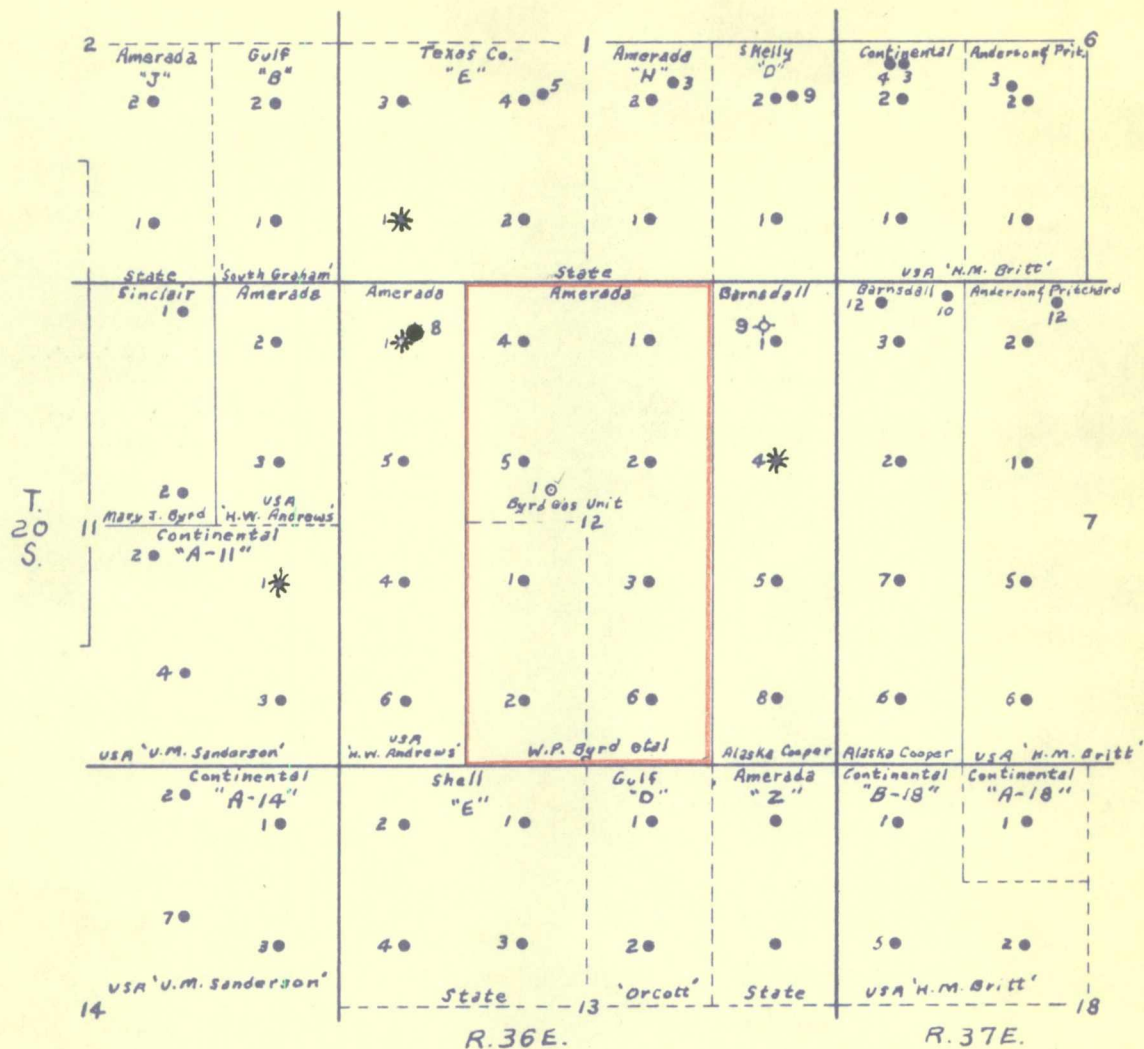 2 Amerada Gulf Texas Co. 1 Amerada Skelly Continental Anderson & Prit. 6
"J" "B" "E" "H" "D" 4 3 3
2 2 3 4 5 2 3 2 9 2 2
1 1 1 2 1 1 1 1
State 'South Graham' State USA 'H.M. Britt'
Sinclair Amerada Amerada Amerada Barnsdall Barnsdall Anderson & Pritchard
1 8 9 12 10 12
2 1 4 1 1 3 2
3 5 5 2 4 2 1
2 1
Mary J. Byrd USA 'H.W. Andrews' Byrd Gas Unit
T. 20 S. 11 12 7
Continental
2 "A-11"
1 4 1 3 5 7 5
4
3 6 2 6 8 6 6
USA 'U.M. Sanderson' USA 'H.W. Andrews' W.P. Byrd etal Alaska Cooper Alaska Cooper USA 'H.M. Britt'
Continental Shell Gulf Amerada Continental Continental
"A-14" "E" "D" "Z" "B-18" "A-18"
2
1 2 1 1 1 1
7
3 4 3 2 5 2
USA 'U.M. Sanderson' State 'Orcott' State USA 'H.M. Britt'
14 13 18
R.36E. R.37E.